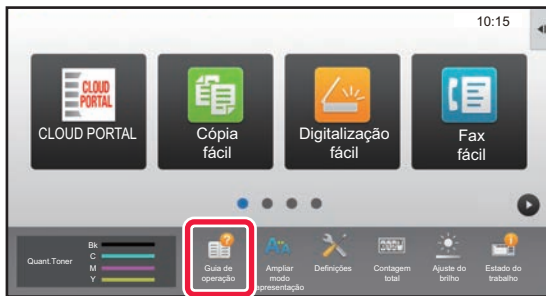 10:15
CLOUD
PORTAL
CLOUD PORTAL
Cópia
fácil
Digitalização
fácil
Fax
fácil
Quant.Toner
Bk
C
M
Y
Guia de
operação
Ampliar
modo
apresentação
Definições
Contagem
total
Ajuste do
brilho
Estado do
trabalho